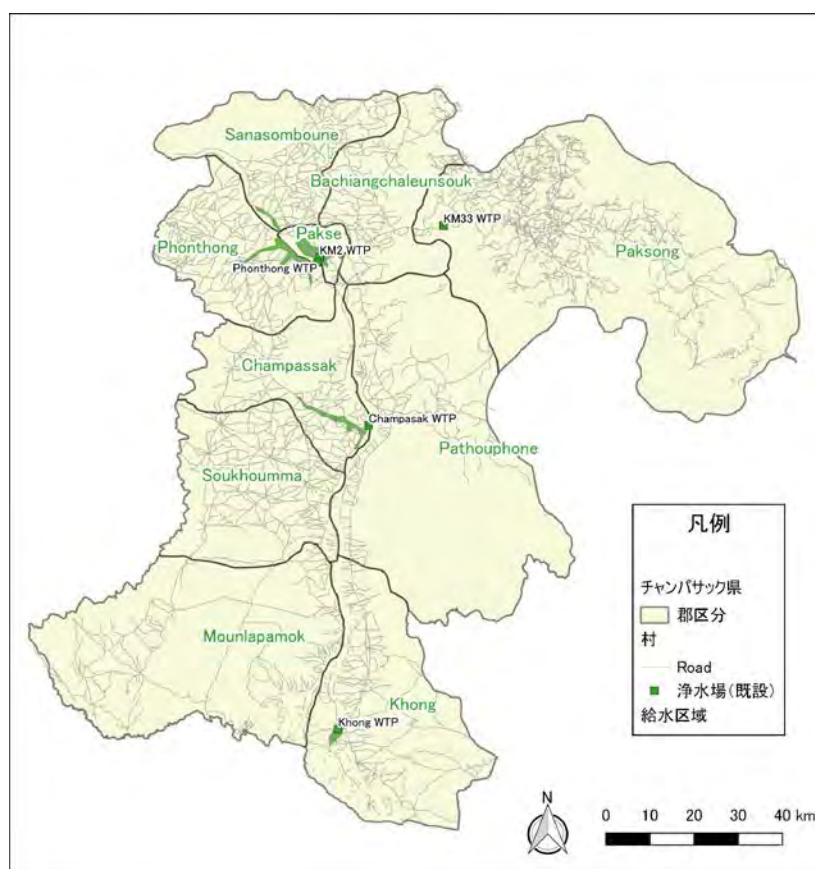 Sanasomboune
Bachiangchaleunsouk
KM33 WTP
Pakse
Phonthong
KM2 WTP
Paksong
Phonthong WTP
Champassak
Champasak WTP
Pathouphone
Soukhoumma
凡例
チャンパサック県
郡区分
村
Mounlapamok
Road
Khong
浄水場(既設)
給水区域
Khong WTP
N
0 10 20 30 40 km